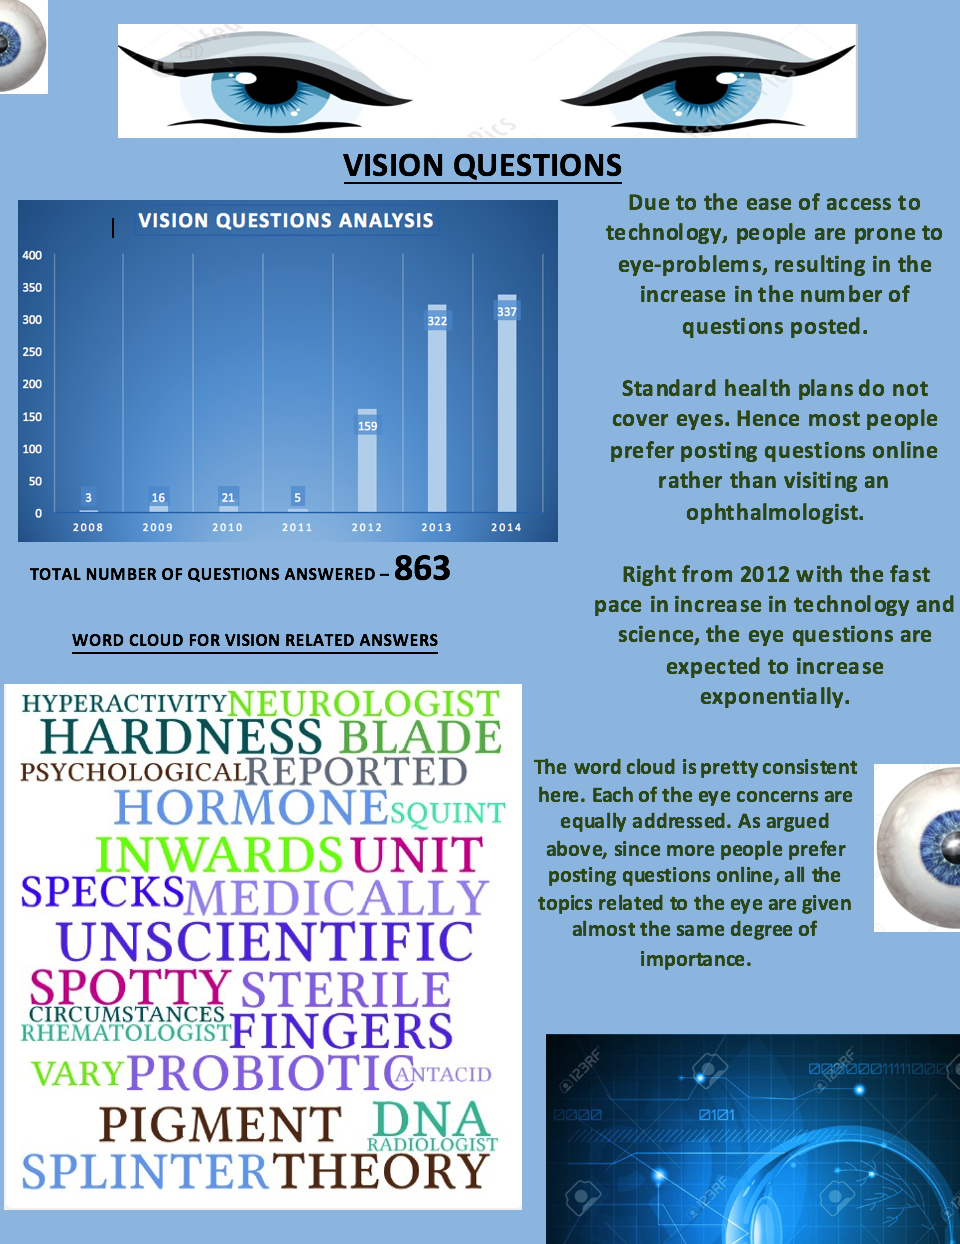 VISION QUESTIONS
VISION QUESTIONS ANALYSIS
400
350
300
250
200
150
100
50
0
3
16
21
5
159
322
337
2008
2009
2010
2011
2012
2013
2014
TOTAL NUMBER OF QUESTIONS ANSWERED – 863
Due to the ease of access to
technology, people are prone to
eye-problems, resulting in the
increase in the number of
questions posted.
Standard health plans do not
cover eyes. Hence most people
prefer posting questions online
rather than visiting an
ophthalmologist.
Right from 2012 with the fast
pace in increase in technology and
science, the eye questions are
expected to increase
exponentially.
WORD CLOUD FOR VISION RELATED ANSWERS
HYPERACTIVITY NEUROLOGIST
HARDNESS BLADE
PSYCHOLOGICAL REPORTED
HORMONE SQUINT
INWARDS UNIT
SPECKS MEDICALLY
UNSCIENTIFIC
SPOTTY STERILE
CIRCUMSTANCES
RHEMATOLOGIST FINGERS
VARY PROBIOTIC ANTACID
PIGMENT DNA
RADIOLOGIST
SPLINTER THEORY
The word cloud is pretty consistent
here. Each of the eye concerns are
equally addressed. As argued
above, since more people prefer
posting questions online, all the
topics related to the eye are given
almost the same degree of
importance.
123RF
123RF
000000011111000
0000
0101
123RF